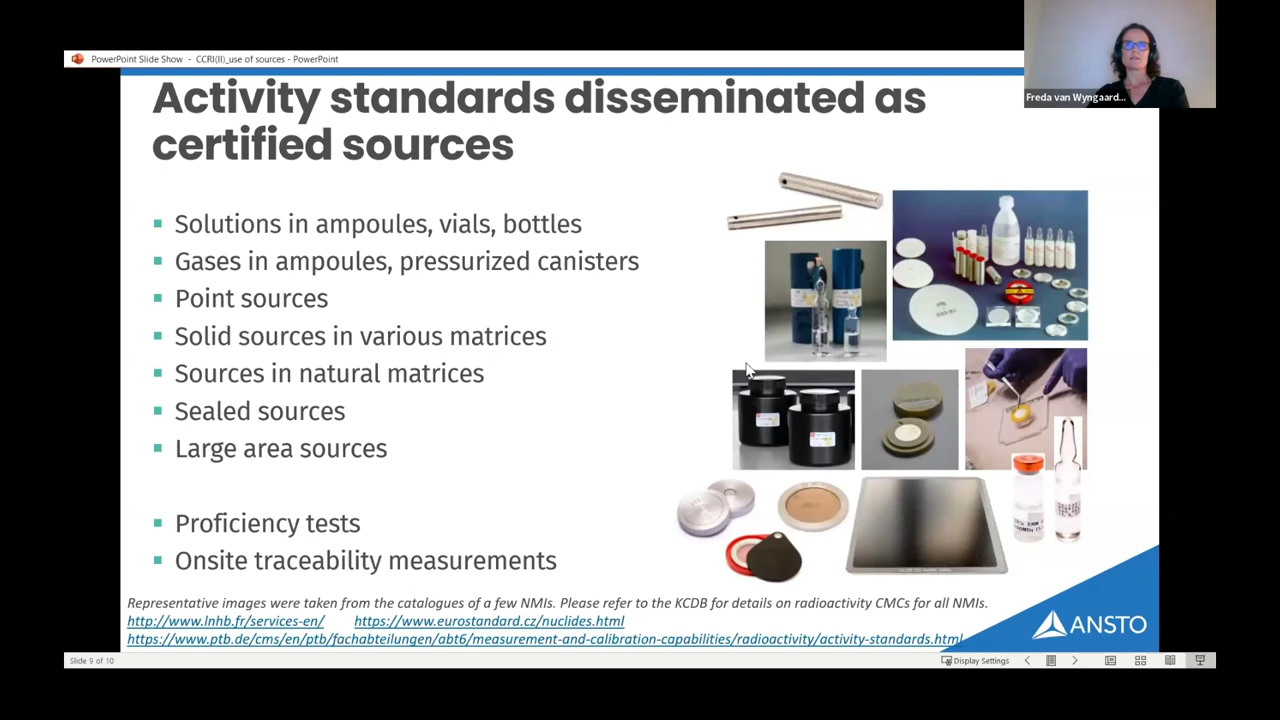 PowerPoint Slide Show - CCRI(II)_use of sources - PowerPoint
Freda van Wyngaard...
Activity standards disseminated as
certified sources
Solutions in ampoules, vials, bottles
Gases in ampoules, pressurized canisters
Point sources
Solid sources in various matrices
Sources in natural matrices
Sealed sources
Large area sources
Proficiency tests
Onsite traceability measurements
Representative images were taken from the catalogues of a few NMIs. Please refer to the KCDB for details on radioactivity CMCs for all NMIs.
http://www.lnhb.fr/services-en/ https://www.eurostandard.cz/nuclides.html
https://www.ptb.de/cms/en/ptb/fachabteilungen/abt6/measurement-and-calibration-capabilities/radioactivity/activity-standards.html
ANSTO
Slide 9 of 10
Display Settings